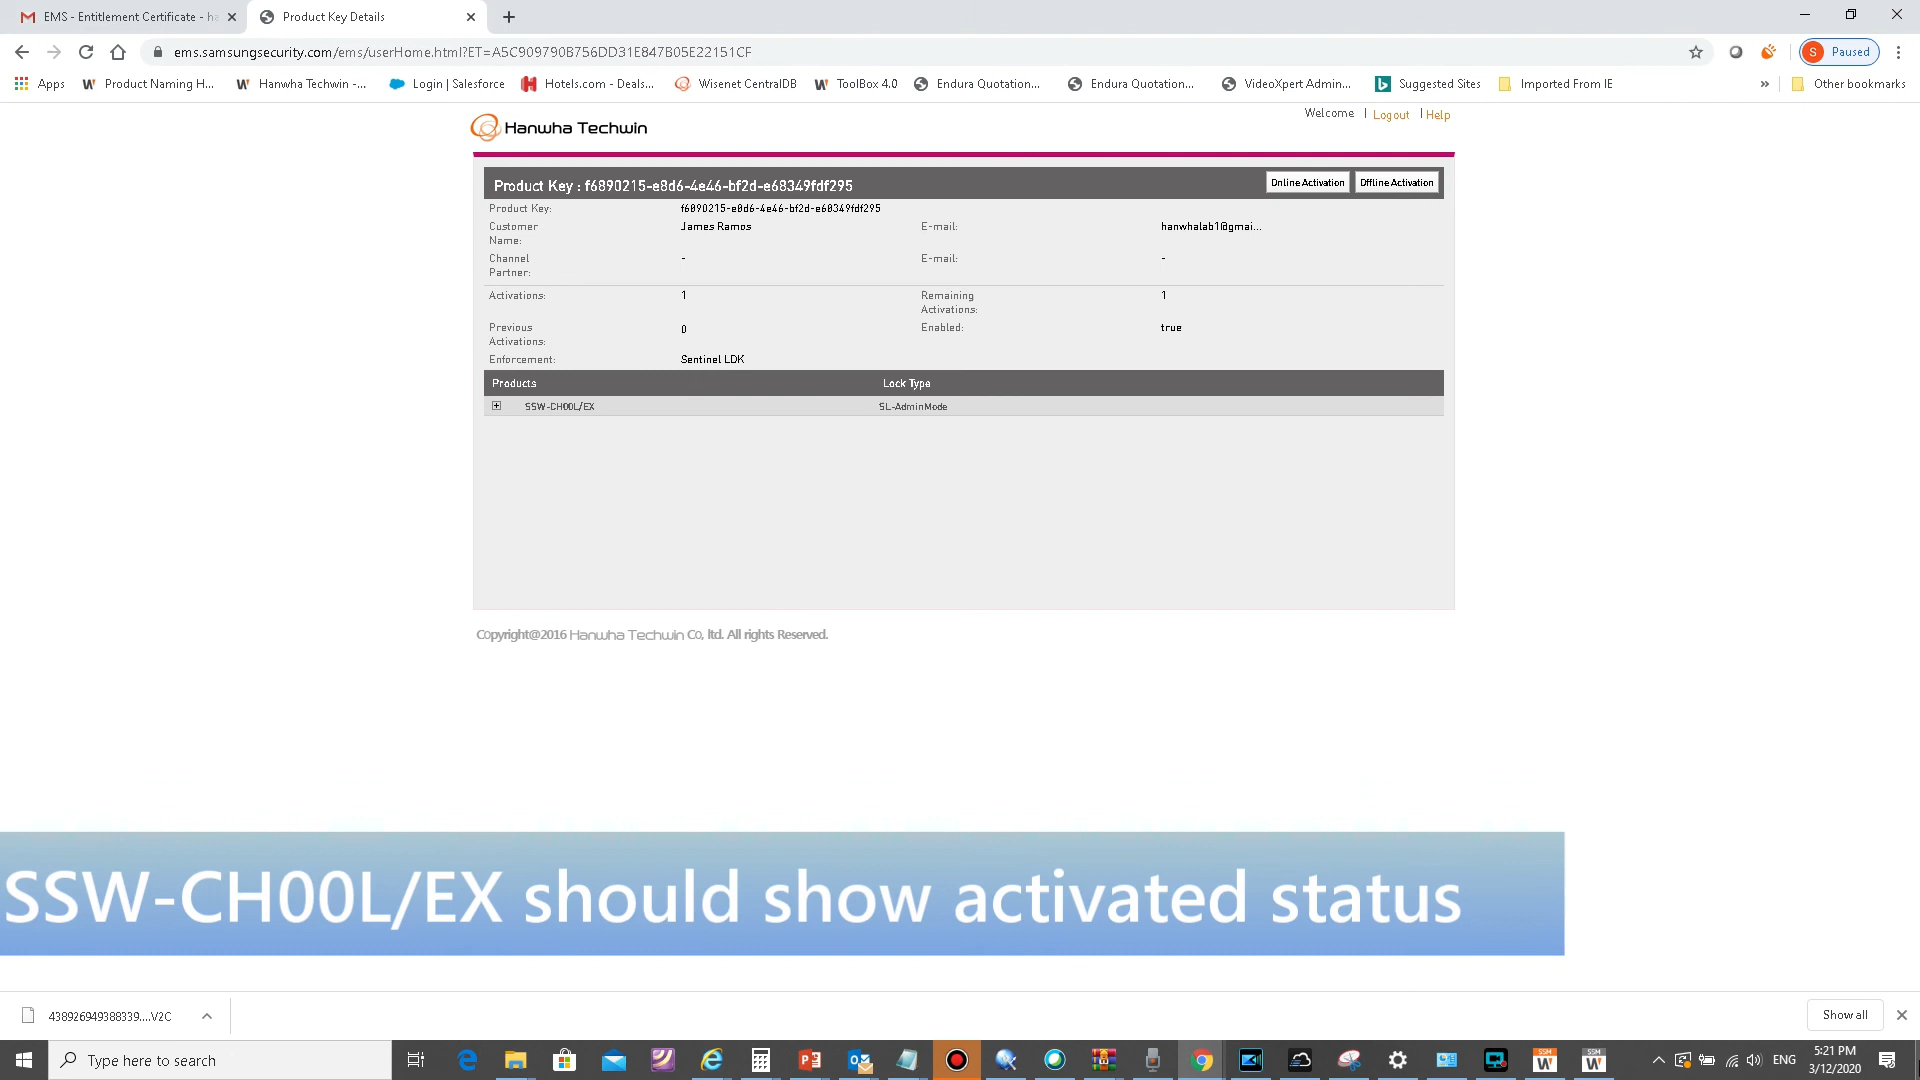 EMS - Entitlement Certificate - ha
Product Key Details
ems.samsungsecurity.com/ems/userHome.html?ET=A5C909790B756DD31E847B05E22151CF
S Paused
Apps
Product Naming H...
Hanwha Techwin -...
Login | Salesforce
Hotels.com - Deals...
Wisenet CentralDB
ToolBox 4.0
Endura Quotation...
Endura Quotation...
VideoXpert Admin...
Suggested Sites
Imported From IE
»
Other bookmarks
Hanwha Techwin
Welcome | Logout | Help
Product Key : f6890215-e8d6-4e46-bf2d-e68349fdf295
Online Activation
Offline Activation
Product Key: f6890215-e8d6-4e46-bf2d-e68349fdf295
Customer Name: James Ramos E-mail: hanwhalab1@gmai...
Channel Partner: - E-mail: -
Activations: 1 Remaining Activations: 1
Previous Activations: 0 Enabled: true
Enforcement: Sentinel LDK
Products Lock Type
SSW-CH00L/EX SL-AdminMode
Copyright@2016 Hanwha Techwin Co, ltd. All rights Reserved.
SSW-CH00L/EX should show activated status
438926949388339....V2C
Show all
Type here to search
ENG
5:21 PM
3/12/2020